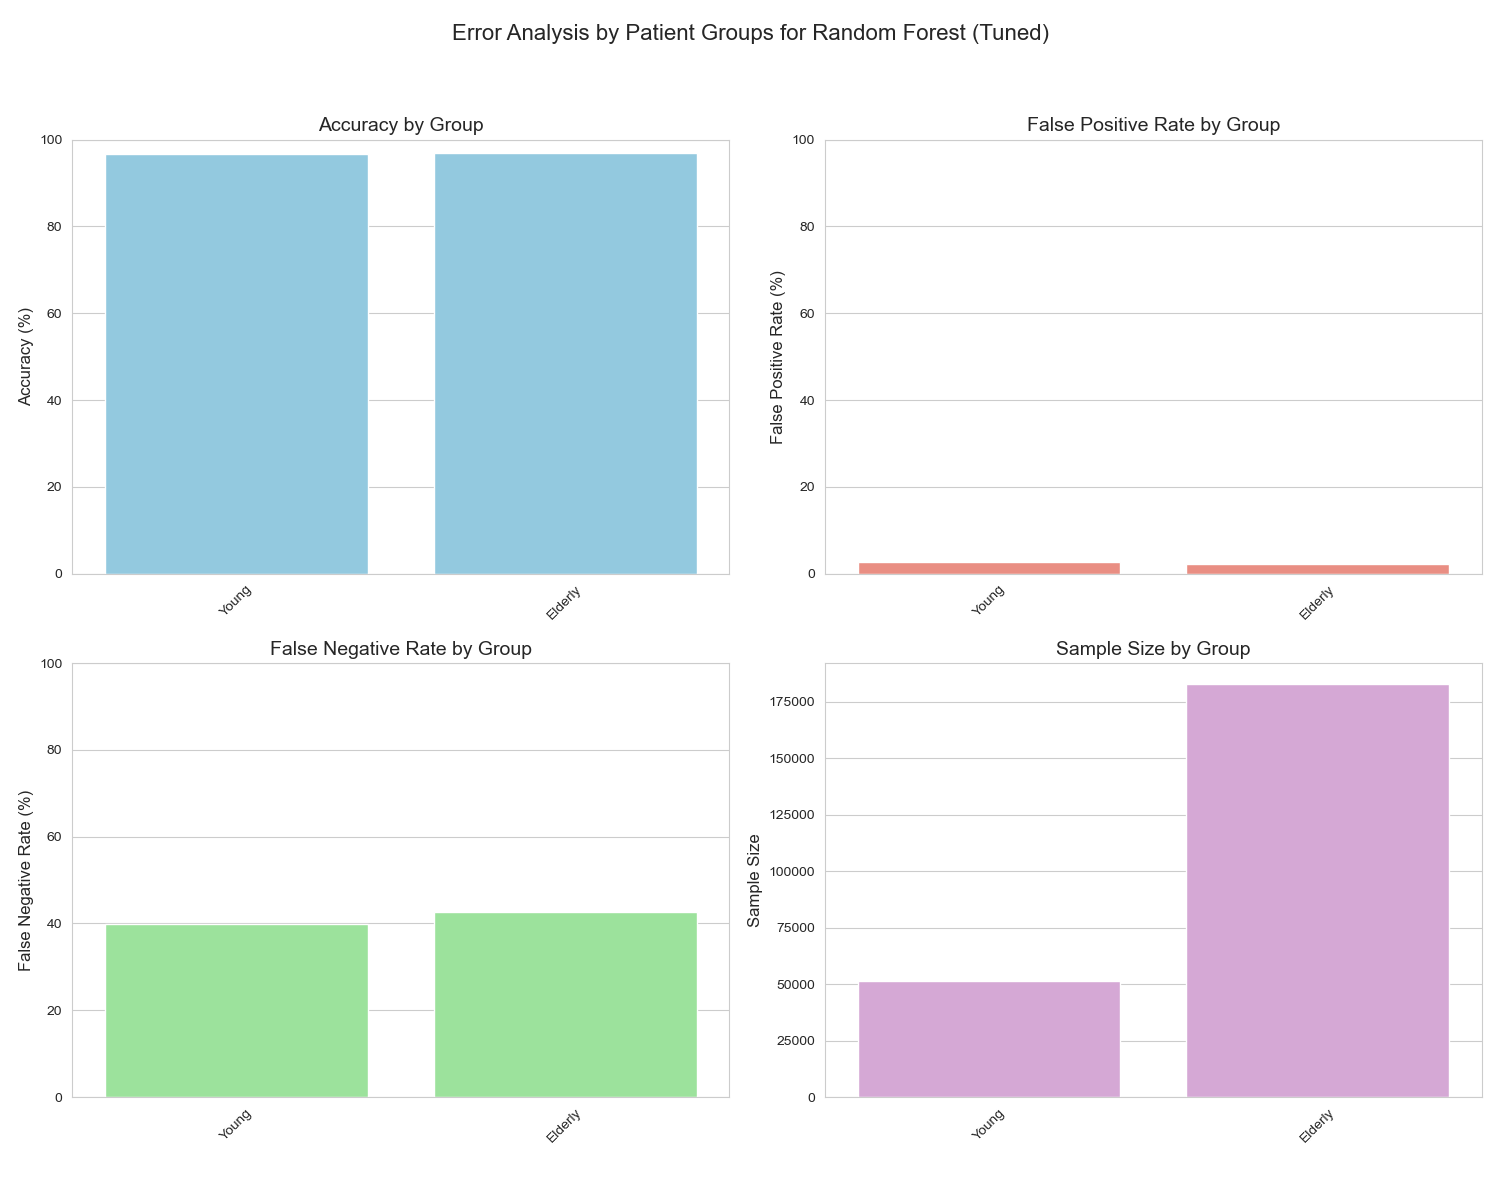 Error Analysis by Patient Groups for Random Forest (Tuned)
Accuracy by Group
100
80
60
40
20
0
Accuracy (%)
Young
Elderly
False Positive Rate by Group
100
80
60
40
20
0
False Positive Rate (%)
Young
Elderly
False Negative Rate by Group
100
80
60
40
20
0
False Negative Rate (%)
Young
Elderly
Sample Size by Group
175000
150000
125000
100000
75000
50000
25000
0
Sample Size
Young
Elderly